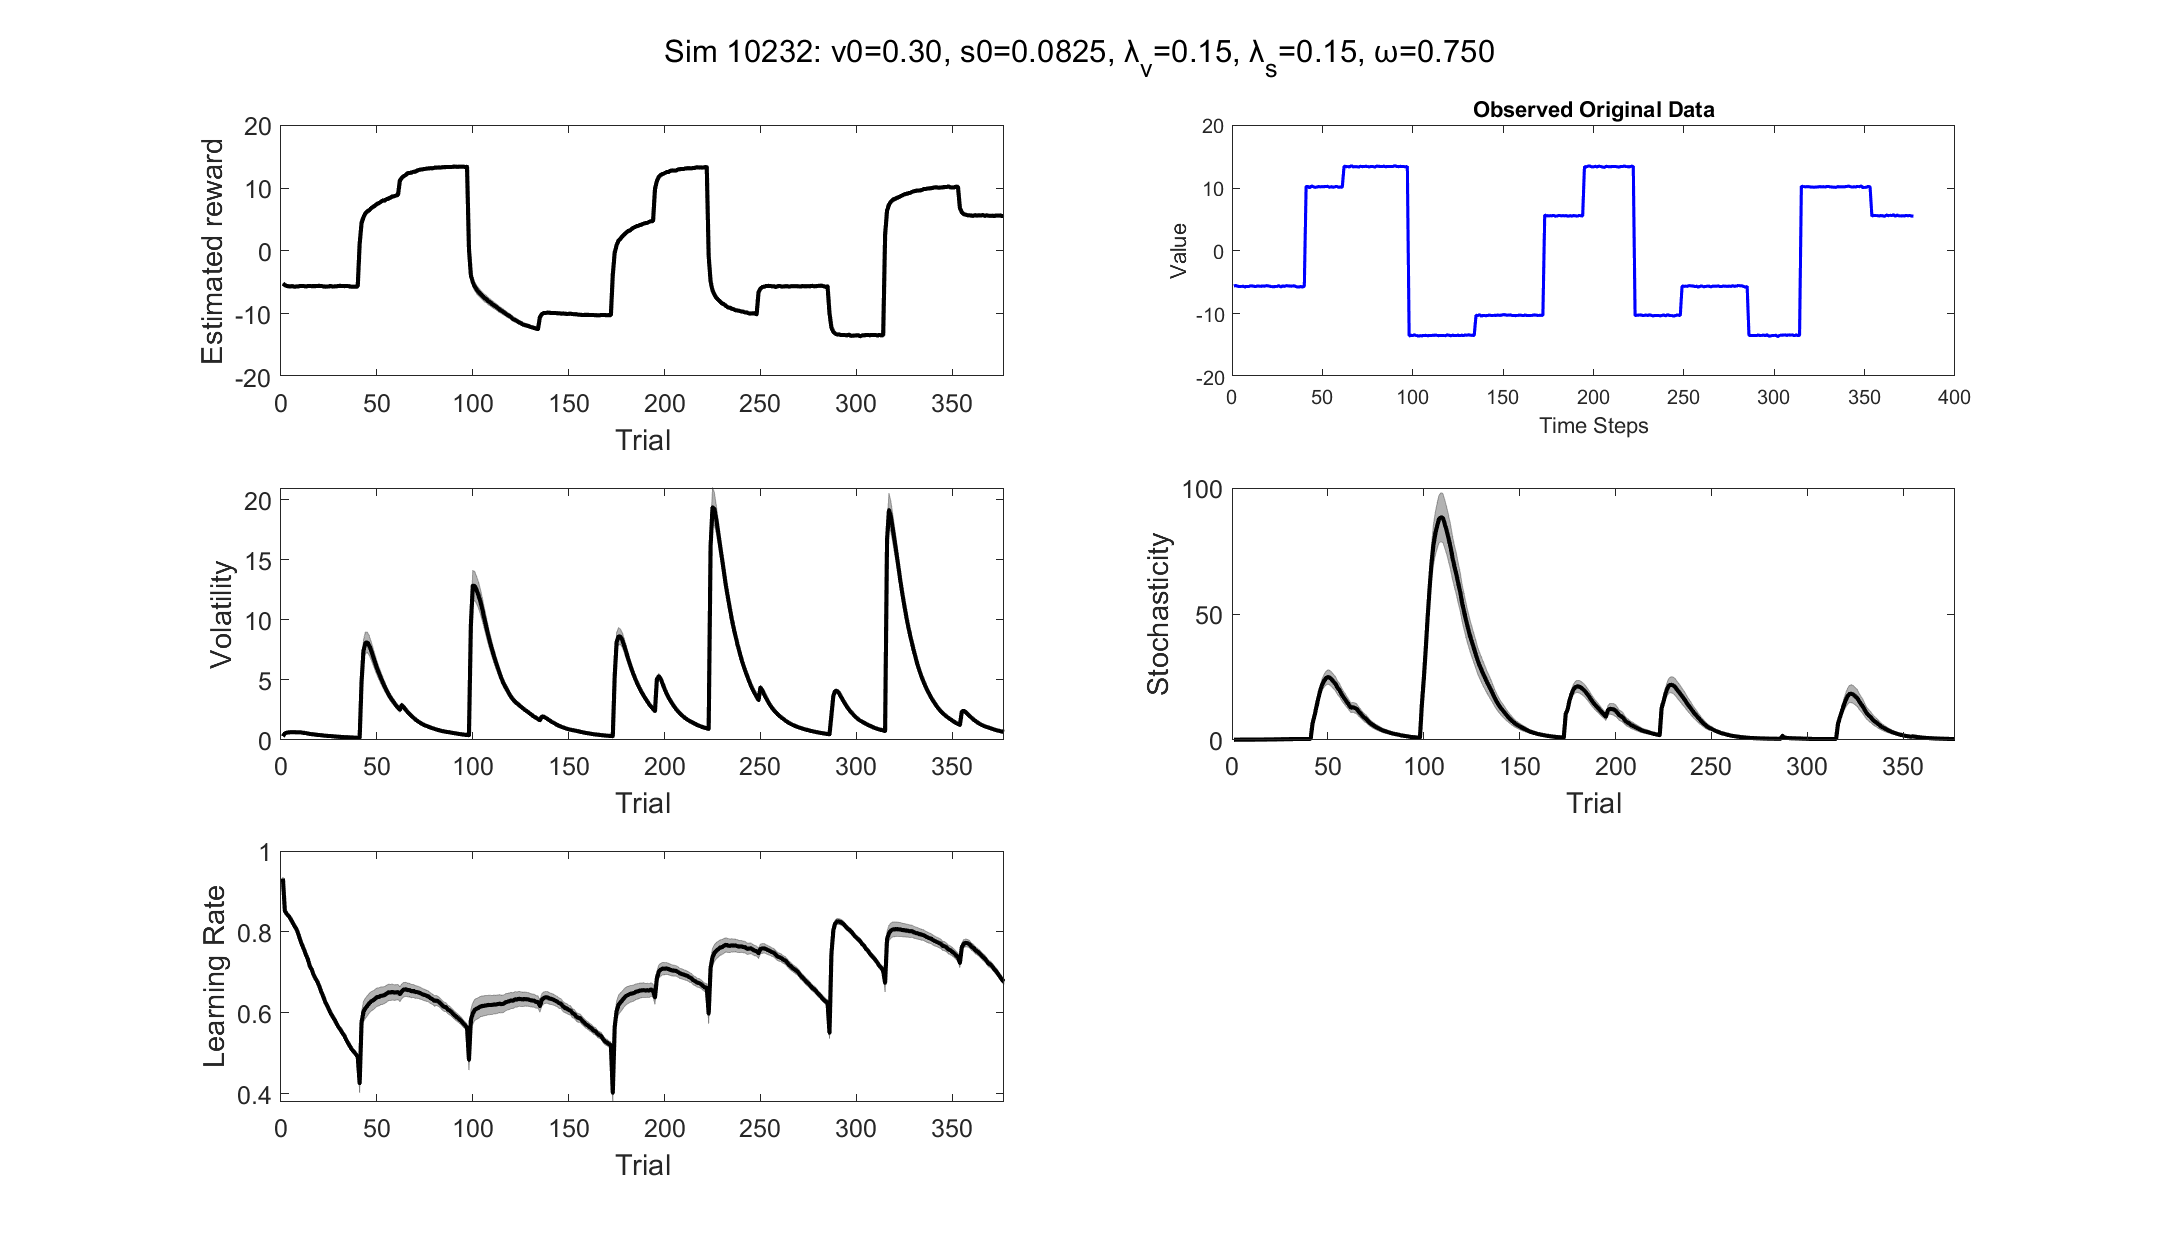 Sim 10232: v0=0.30, s0=0.0825, λ_v=0.15, λ_s=0.15, ω=0.750
20
10
0
-10
-20
Estimated reward
0 50 100 150 200 250 300 350
Trial
Observed Original Data
20
10
0
-10
-20
Value
0 50 100 150 200 250 300 350 400
Time Steps
20
15
10
5
0
Volatility
0 50 100 150 200 250 300 350
Trial
100
50
0
Stochasticity
0 50 100 150 200 250 300 350
Trial
1
0.8
0.6
0.4
Learning Rate
0 50 100 150 200 250 300 350
Trial